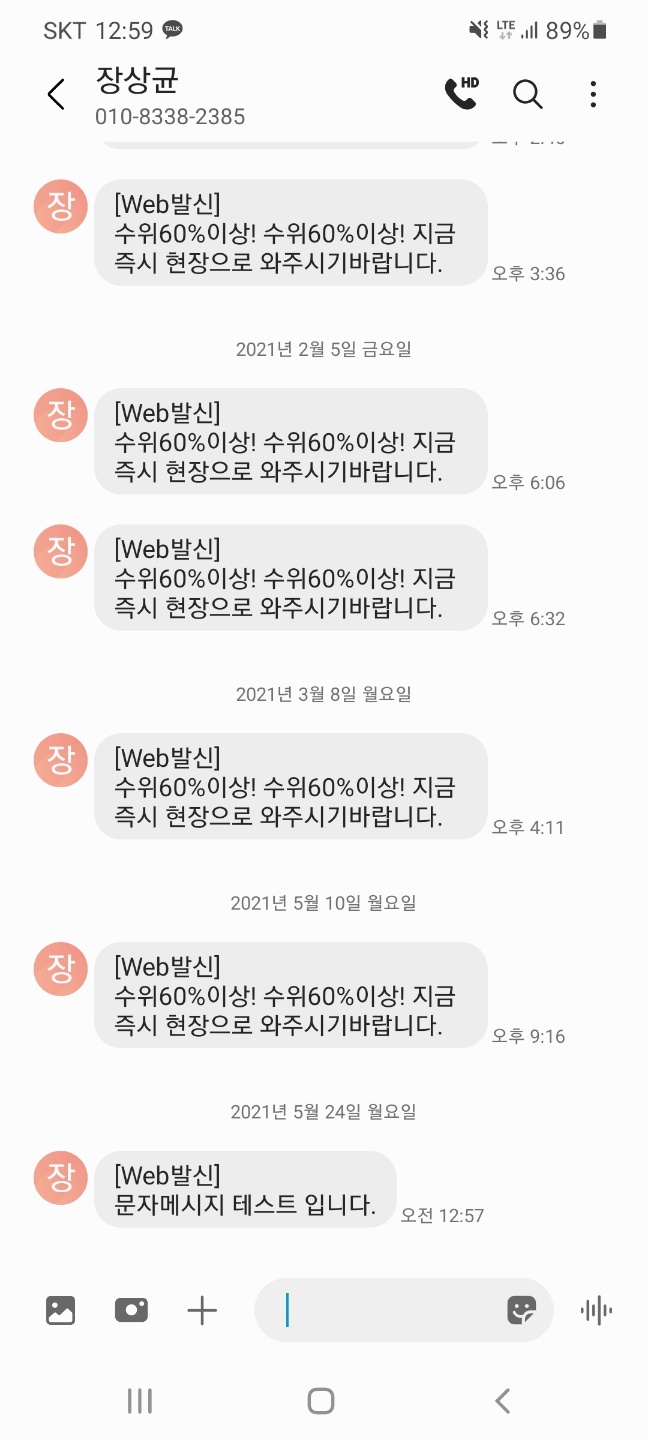 SKT 12:59 TALK LTE 89%
장상균
HD
010-8338-2385
장
[Web발신]
수위60%이상! 수위60%이상! 지금
즉시 현장으로 와주시기바랍니다.
오후 3:36
2021년 2월 5일 금요일
장
[Web발신]
수위60%이상! 수위60%이상! 지금
즉시 현장으로 와주시기바랍니다.
오후 6:06
장
[Web발신]
수위60%이상! 수위60%이상! 지금
즉시 현장으로 와주시기바랍니다.
오후 6:32
2021년 3월 8일 월요일
장
[Web발신]
수위60%이상! 수위60%이상! 지금
즉시 현장으로 와주시기바랍니다.
오후 4:11
2021년 5월 10일 월요일
장
[Web발신]
수위60%이상! 수위60%이상! 지금
즉시 현장으로 와주시기바랍니다.
오후 9:16
2021년 5월 24일 월요일
장
[Web발신]
문자메시지 테스트 입니다.
오전 12:57